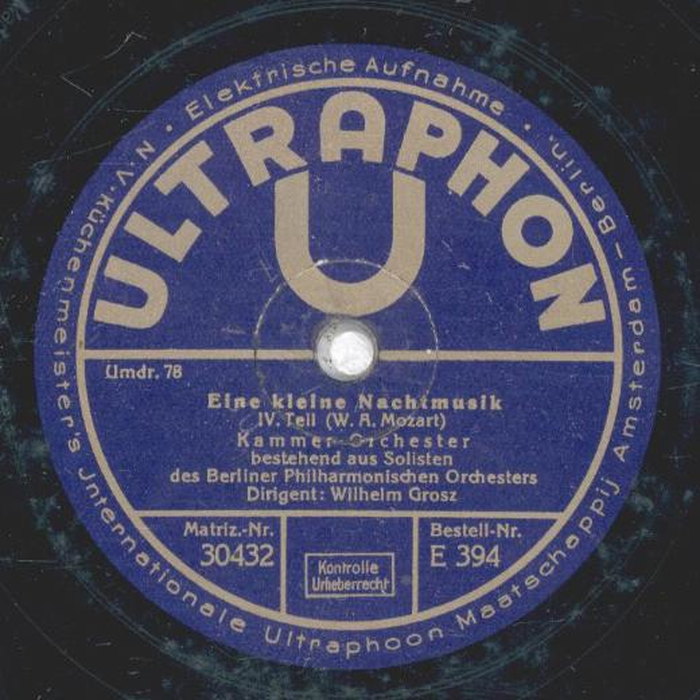 • Elektrische Aufnahme •
ULTRAPHON
U
Umdr. 78
Eine kleine Nachtmusik
IV. Teil (W. A. Mozart)
Kammer-Orchester
bestehend aus Solisten
des Berliner Philharmonischen Orchesters
Dirigent: Wilhelm Grosz
Matriz.-Nr.
30432
Kontrolle
Urheberrecht
Bestell-Nr.
E 394
N. V. Küchenmeister's Jnternationale Ultraphoon Maatschappij Amsterdam – Berlin.